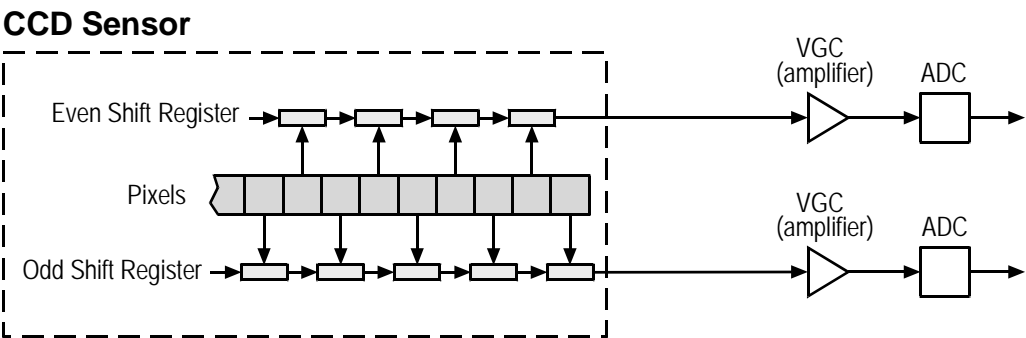 CCD Sensor
VGC
(amplifier)
ADC
Even Shift Register
Pixels
VGC
(amplifier)
ADC
Odd Shift Register